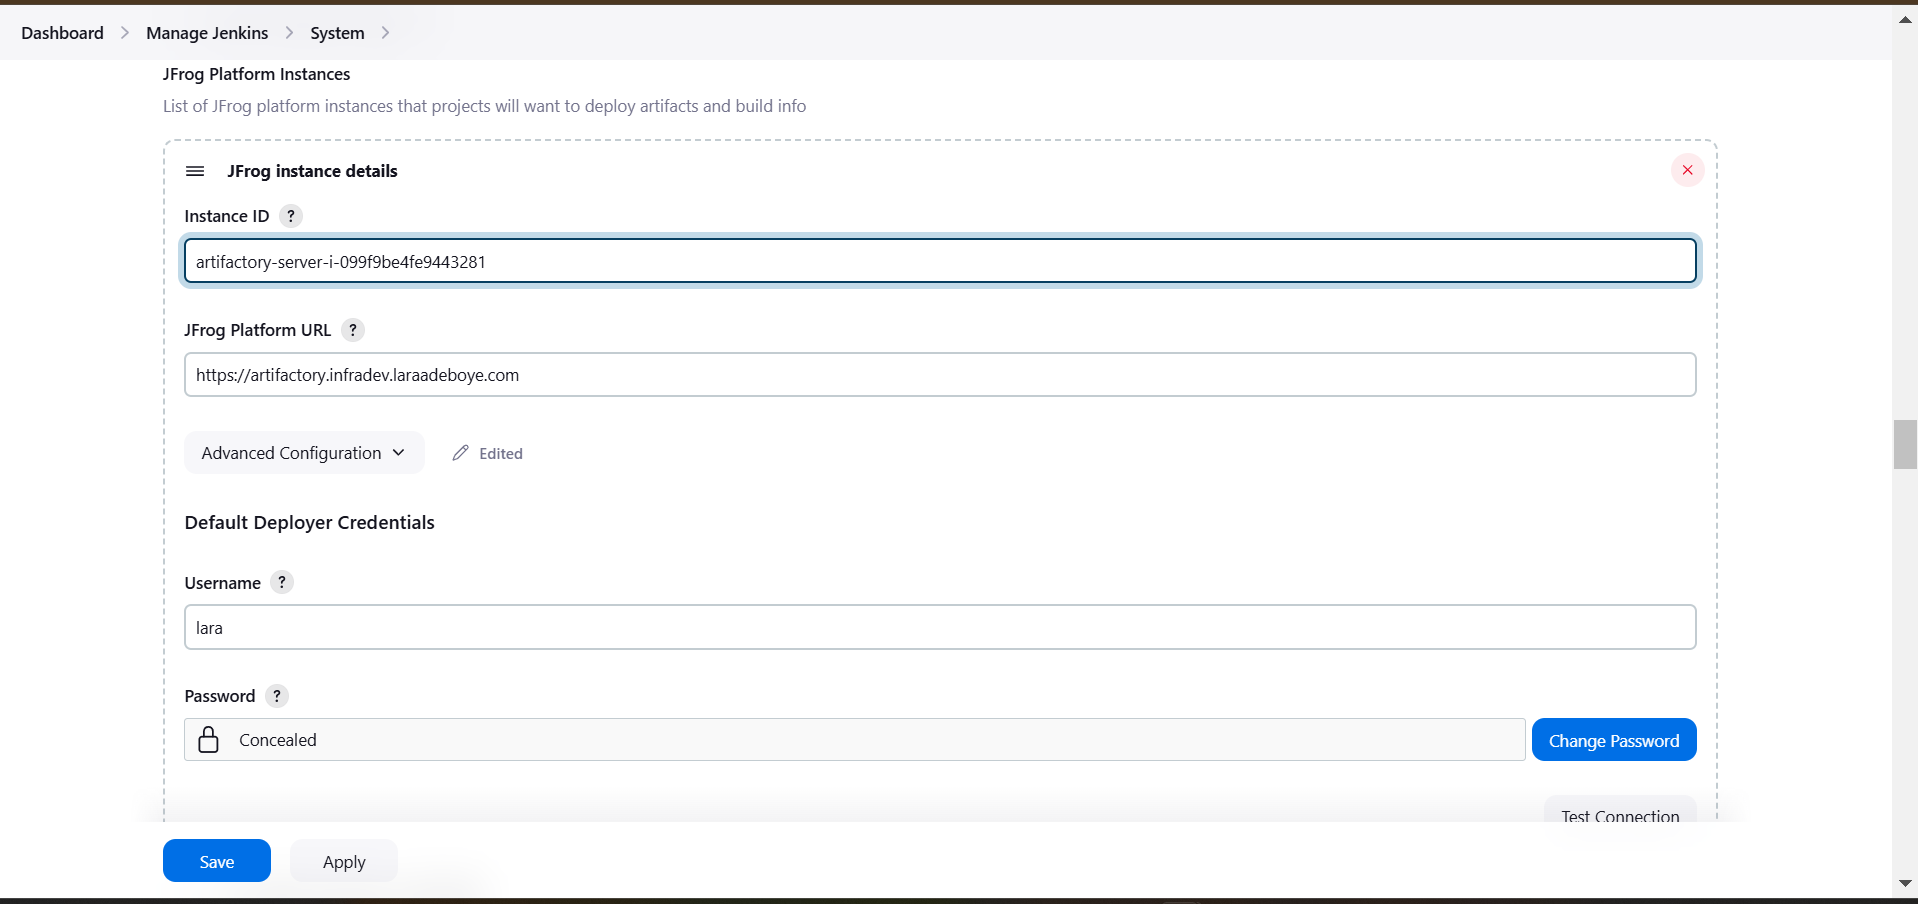 Dashboard > Manage Jenkins > System >
JFrog Platform Instances
List of JFrog platform instances that projects will want to deploy artifacts and build info
JFrog instance details
Instance ID ?
artifactory-server-i-099f9be4fe9443281
JFrog Platform URL ?
https://artifactory.infradev.laraadeboye.com
Advanced Configuration Edited
Default Deployer Credentials
Username ?
lara
Password ?
Concealed Change Password
Test Connection
Save Apply